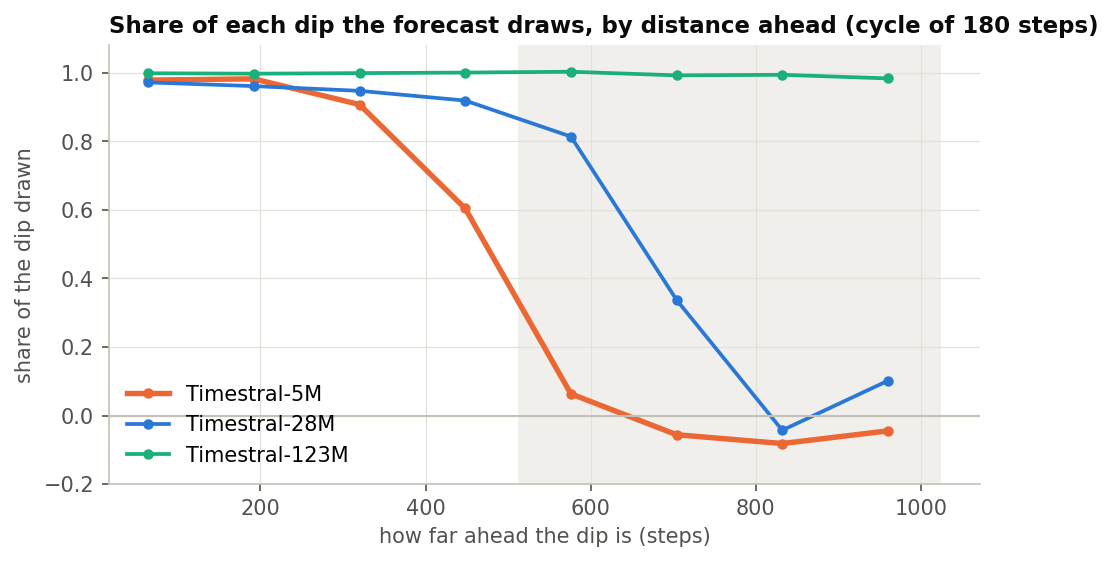 Share of each dip the forecast draws, by distance ahead (cycle of 180 steps)
share of the dip drawn
1.0
0.8
0.6
0.4
0.2
0.0
−0.2
Timestral-5M
Timestral-28M
Timestral-123M
200
400
600
800
1000
how far ahead the dip is (steps)